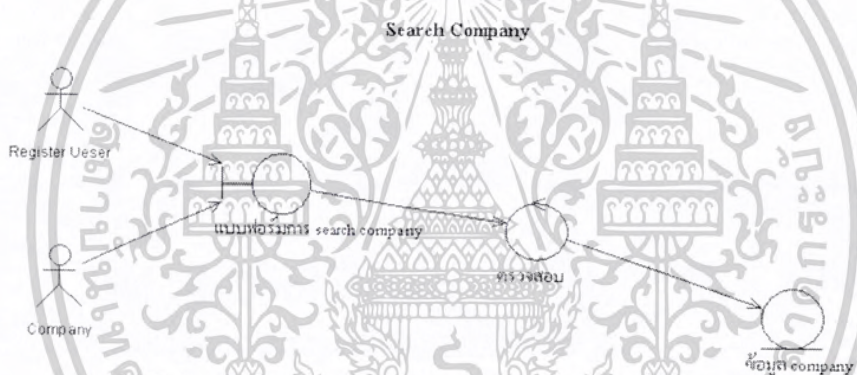 Search Company
Register Ueser
แบบฟอร์มการ search company
ตรวจสอบ
Company
ข้อมูล company